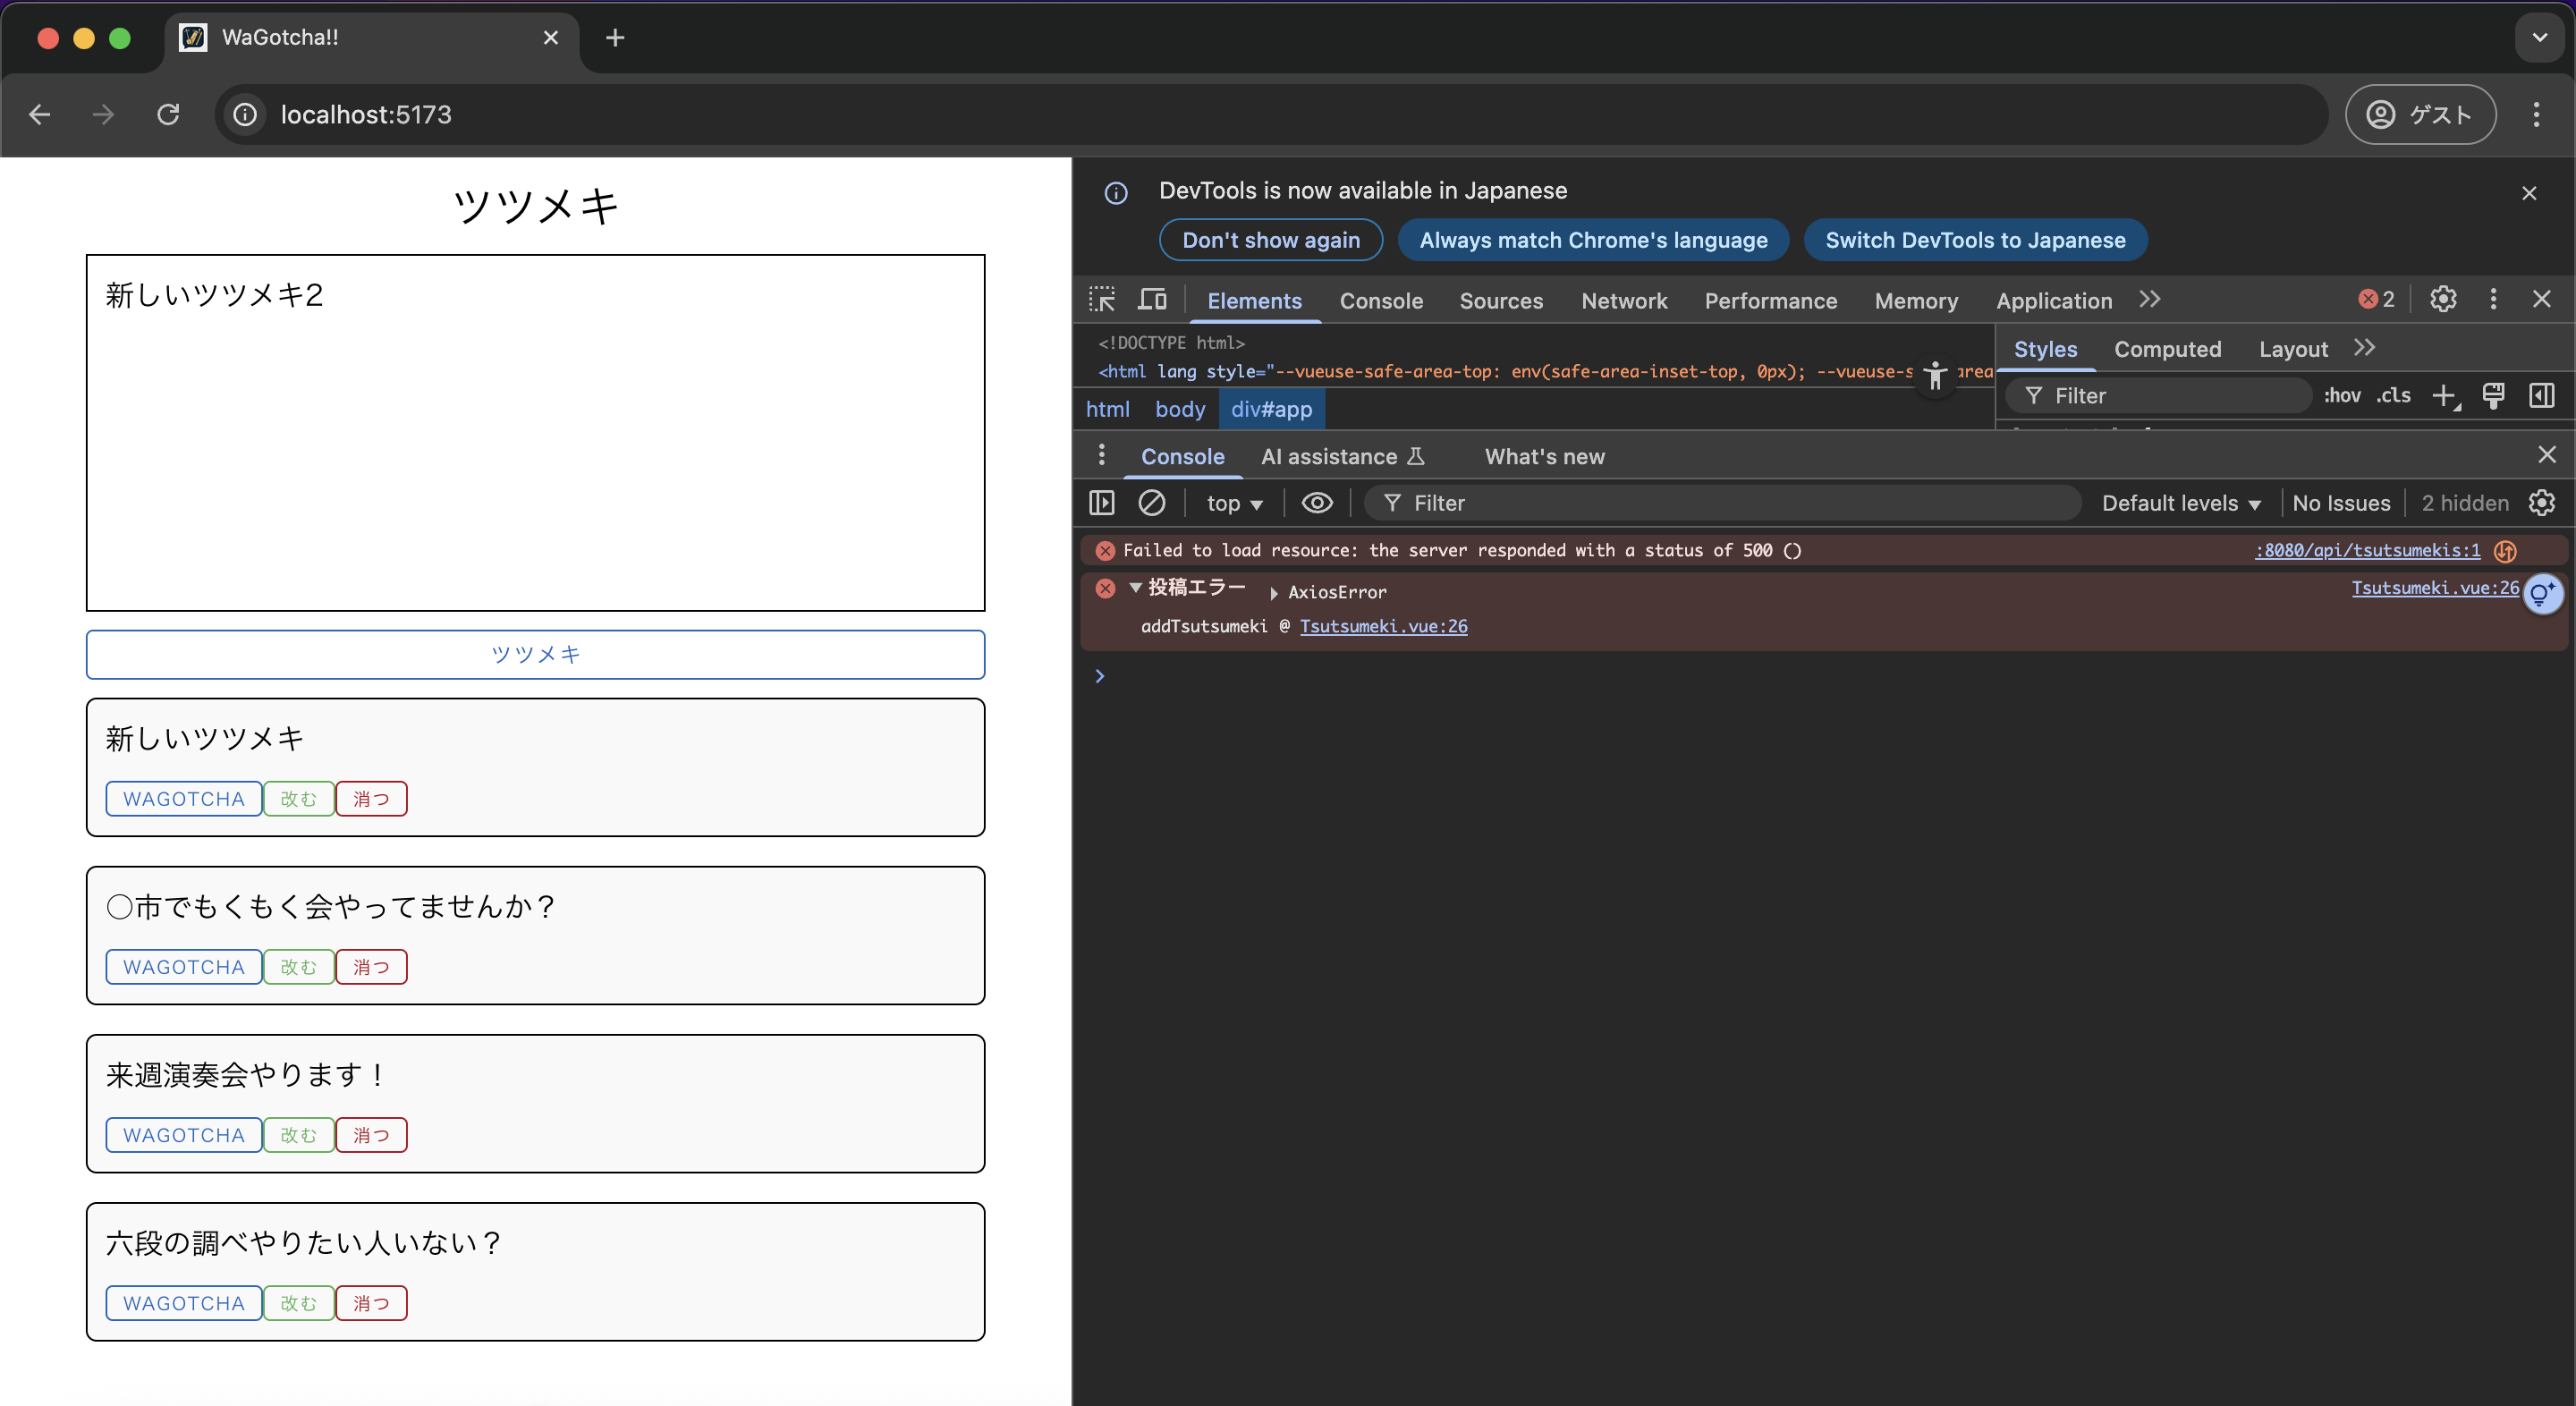 WaGotcha!!
localhost:5173
ゲスト
ツツメキ
新しいツツメキ2
ツツメキ
新しいツツメキ
WAGOTCHA 改む 消つ
〇市でもくもく会やってませんか？
WAGOTCHA 改む 消つ
来週演奏会やります！
WAGOTCHA 改む 消つ
六段の調べやりたい人いない？
WAGOTCHA 改む 消つ
DevTools is now available in Japanese
Don't show again Always match Chrome's language Switch DevTools to Japanese
Elements Console Sources Network Performance Memory Application 2
<!DOCTYPE html>
<html lang style="--vueuse-safe-area-top: env(safe-area-inset-top, 0px); --vueuse-s area
html body div#app
Styles Computed Layout
Filter :hov .cls
Console AI assistance What's new
top Filter Default levels No Issues 2 hidden
Failed to load resource: the server responded with a status of 500 () :8080/api/tsutsumekis:1
投稿エラー AxiosError Tsutsumeki.vue:26
addTsutsumeki @ Tsutsumeki.vue:26